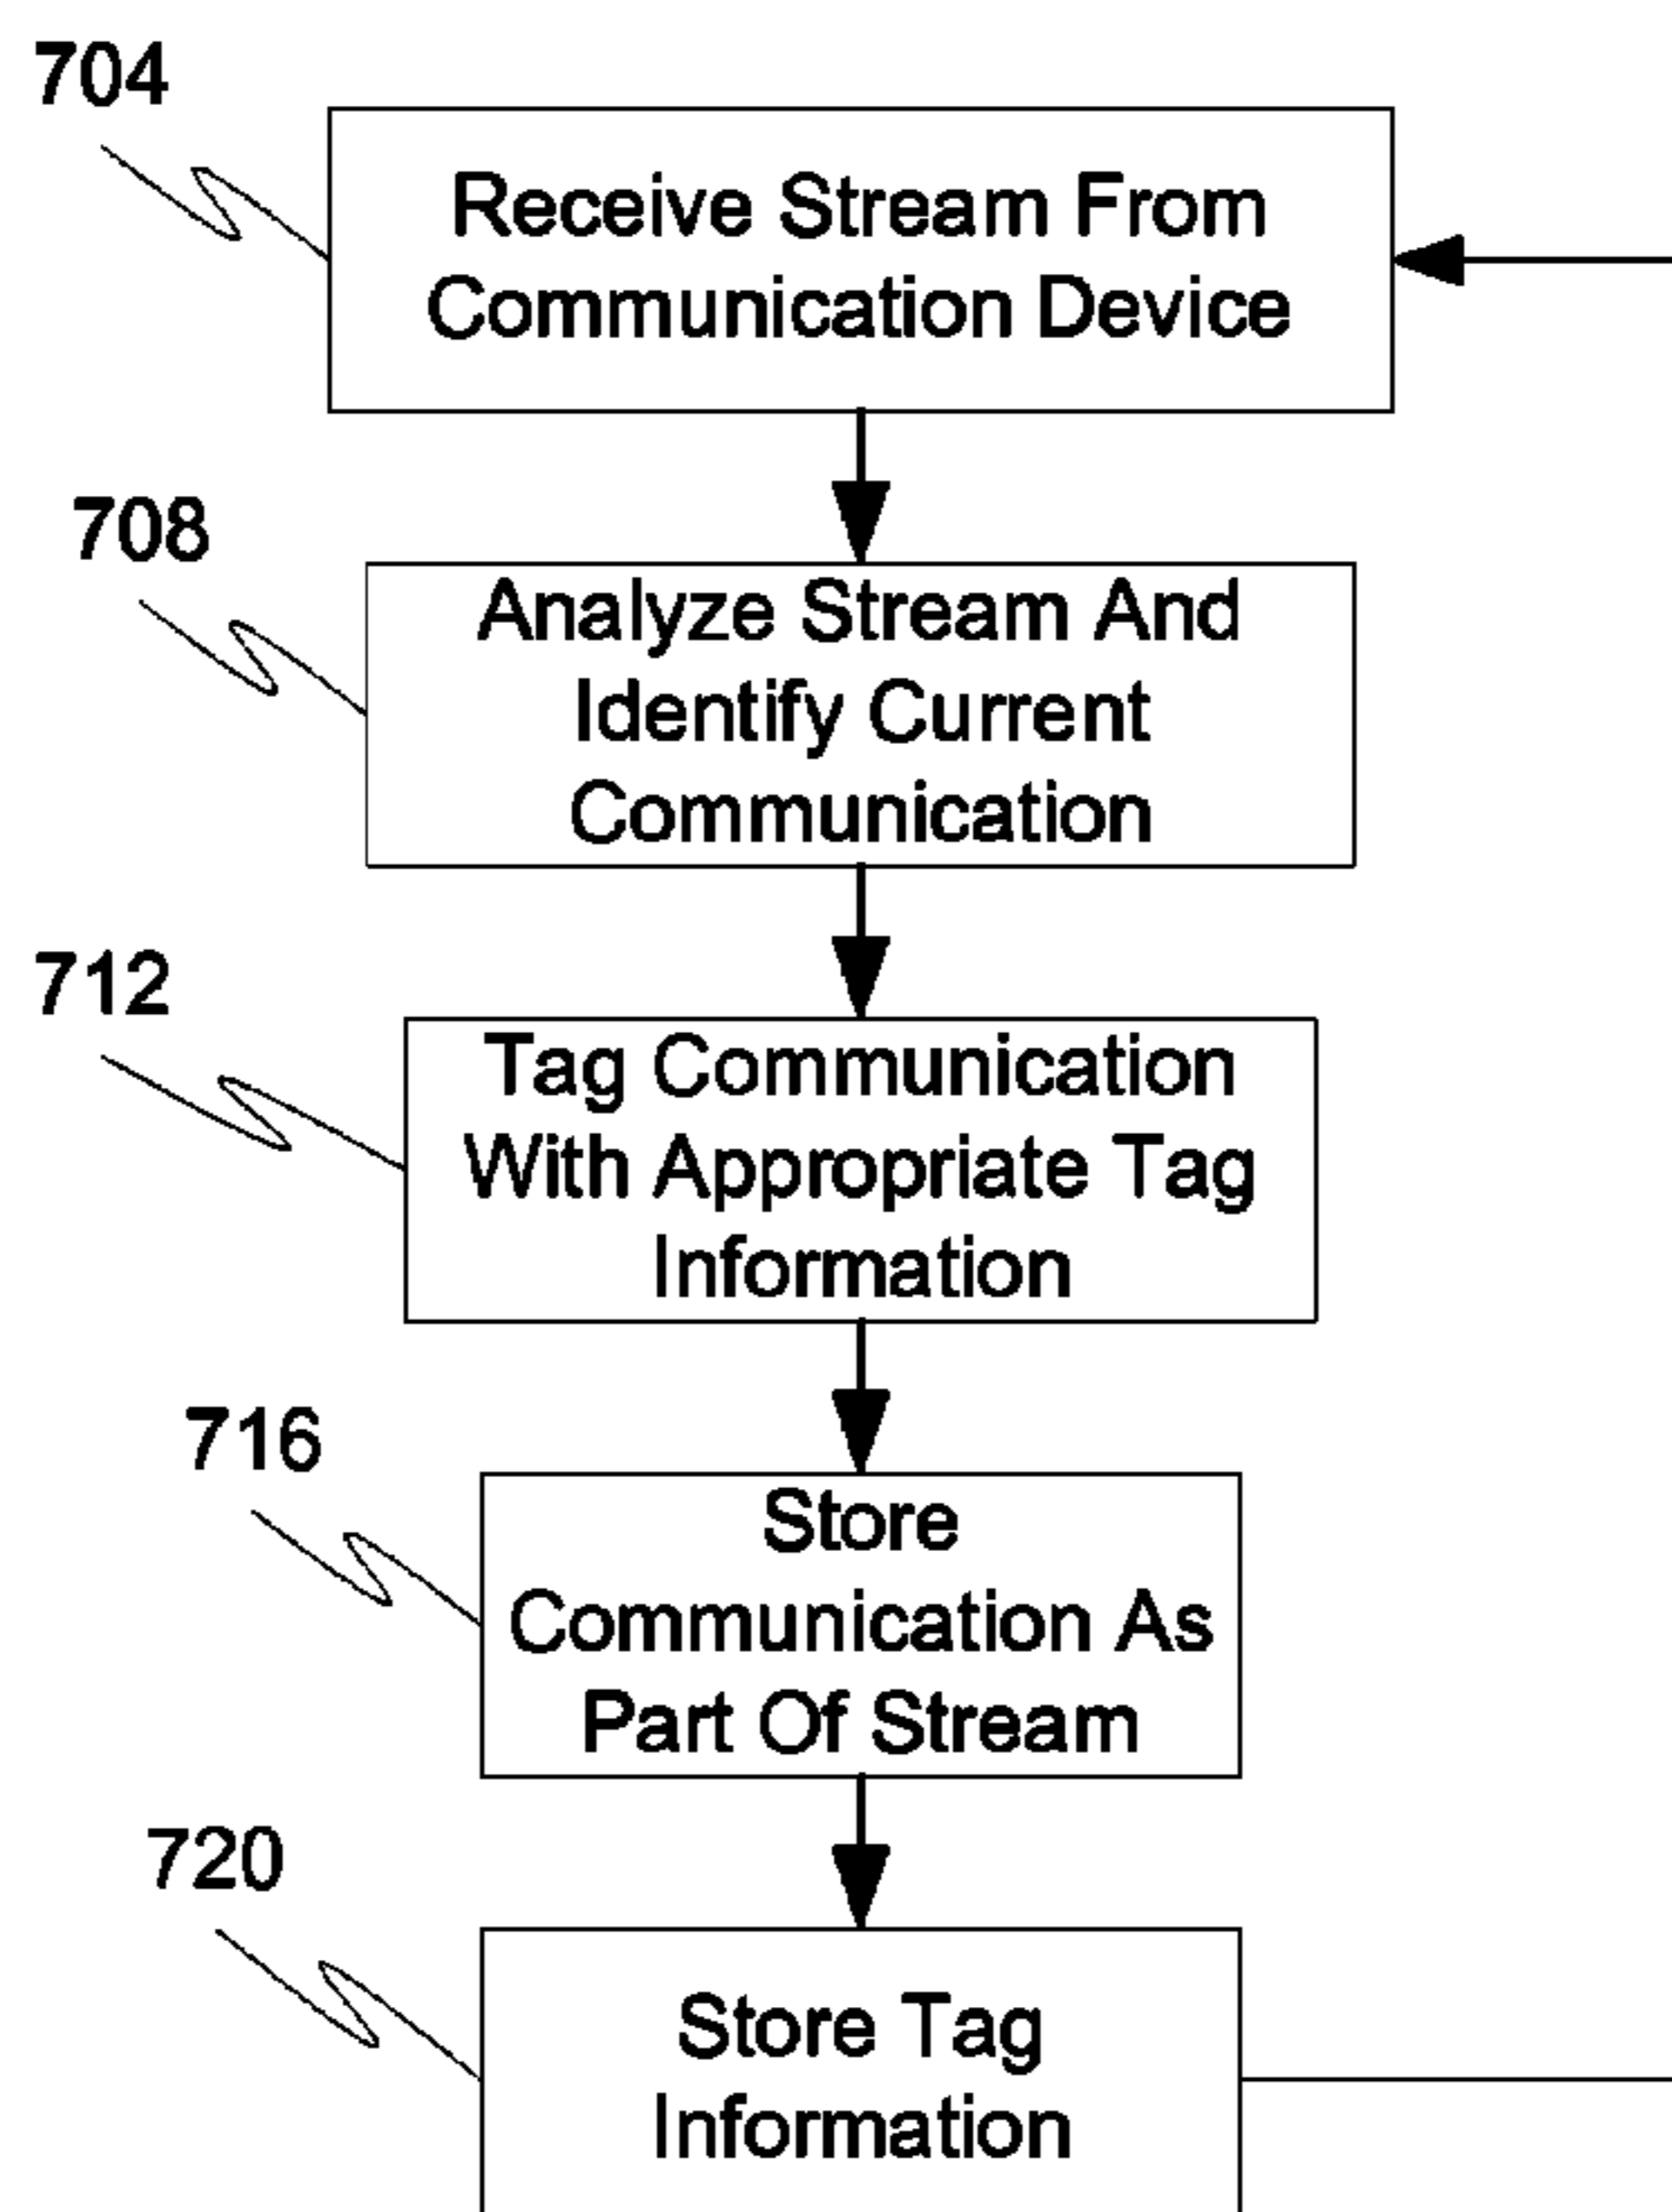 704
Receive Stream From
Communication Device
708
Analyze Stream And
Identify Current
Communication
712
Tag Communication
With Appropriate Tag
Information
716
Store
Communication As
Part Of Stream
720
Store Tag
Information